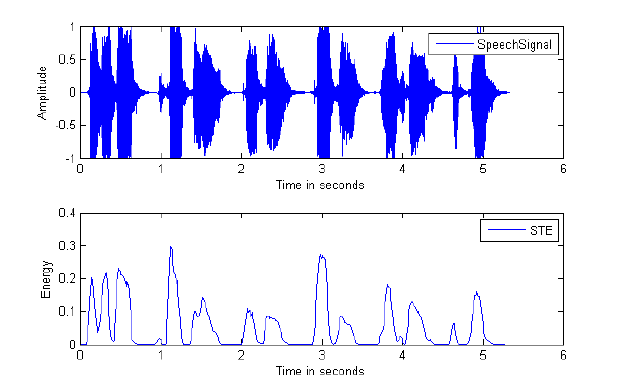 1
0.5
0
-0.5
-1
Amplitude
SpeechSignal
0 1 2 3 4 5 6
Time in seconds
0.4
0.3
0.2
0.1
0
Energy
STE
0 1 2 3 4 5 6
Time in seconds